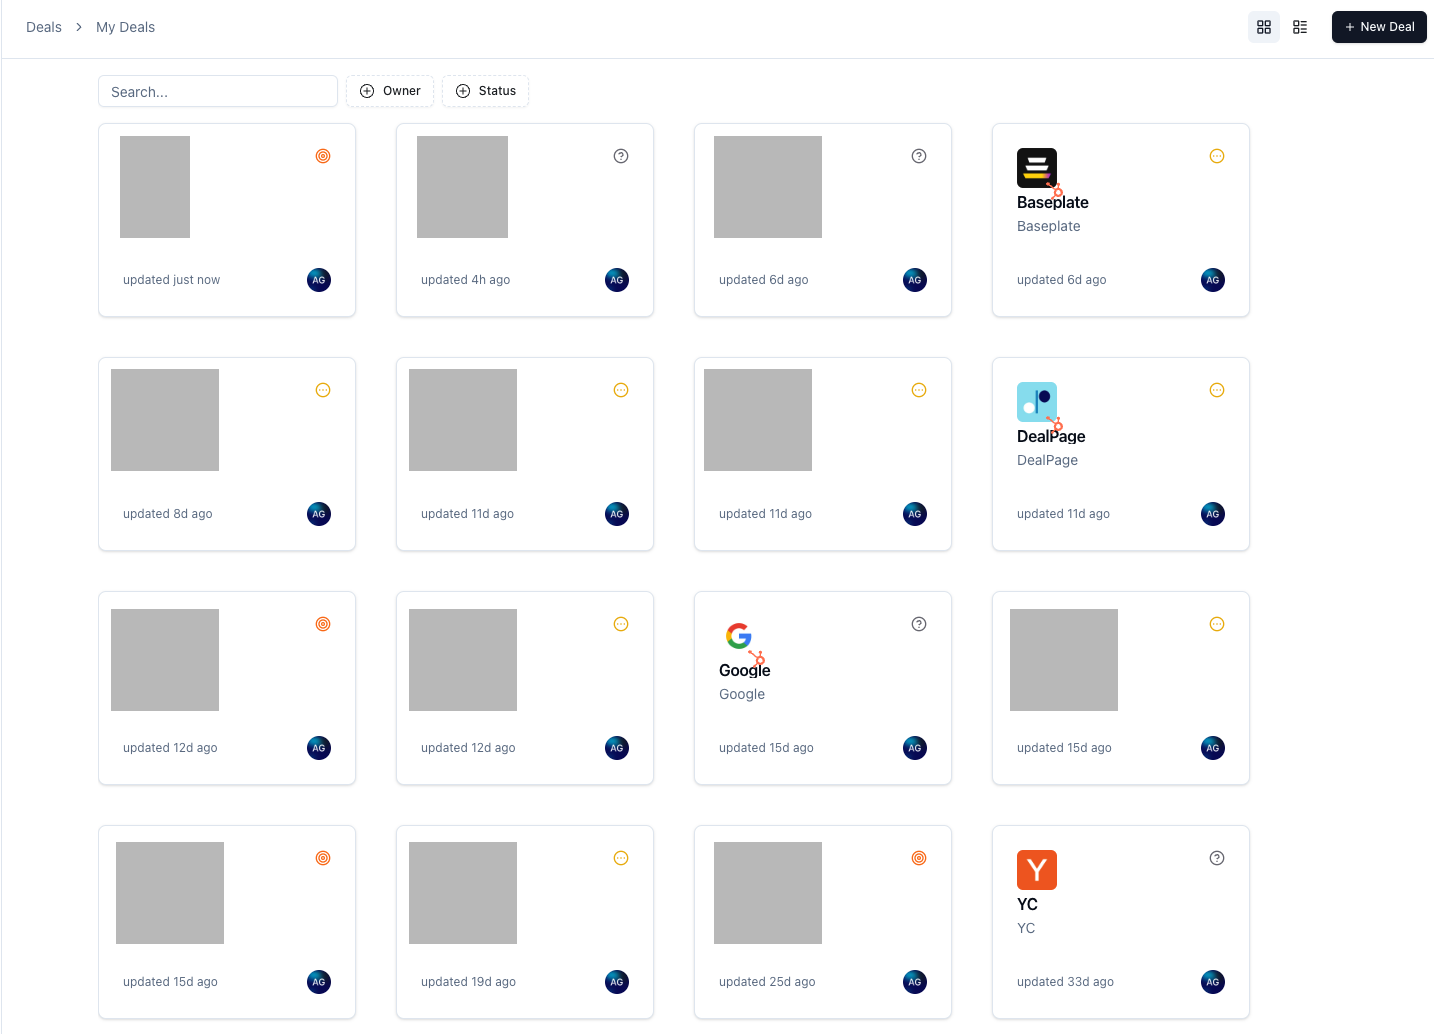 Deals > My Deals
+ New Deal
Search...
Owner
Status
updated just now
AG
updated 4h ago
AG
updated 6d ago
AG
Baseplate
Baseplate
updated 6d ago
AG
updated 8d ago
AG
updated 11d ago
AG
updated 11d ago
AG
DealPage
DealPage
updated 11d ago
AG
updated 12d ago
AG
updated 12d ago
AG
Google
Google
updated 15d ago
AG
updated 15d ago
AG
updated 15d ago
AG
updated 19d ago
AG
updated 25d ago
AG
Y
YC
YC
updated 33d ago
AG